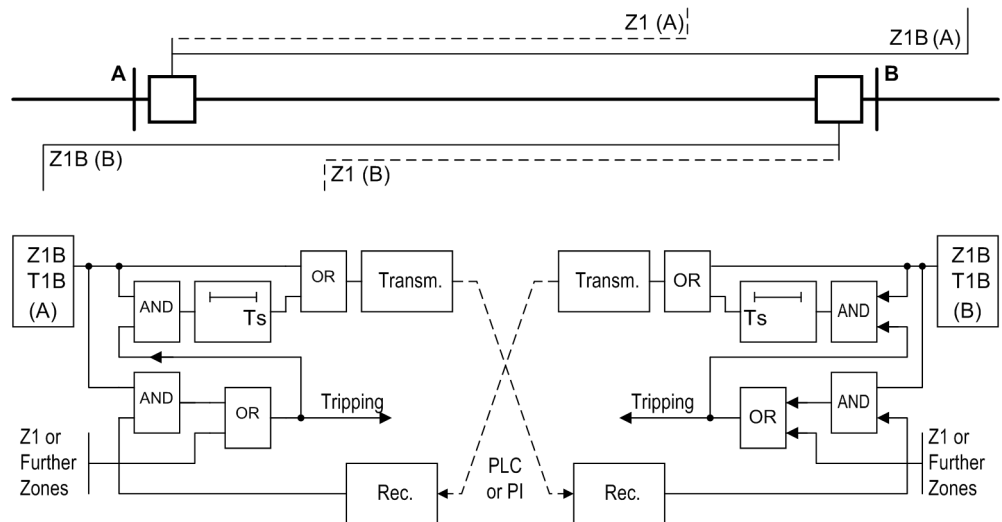 Z1 (A)
Z1B (A)
A
B
Z1B (B)
Z1 (B)
Z1B
T1B
(A)
AND
Ts
OR
Transm.
Transm.
OR
Ts
AND
Z1B
T1B
(B)
AND
OR
Tripping
Tripping
OR
AND
Z1 or
Further
Zones
Rec.
PLC
or PI
Rec.
Z1 or
Further
Zones